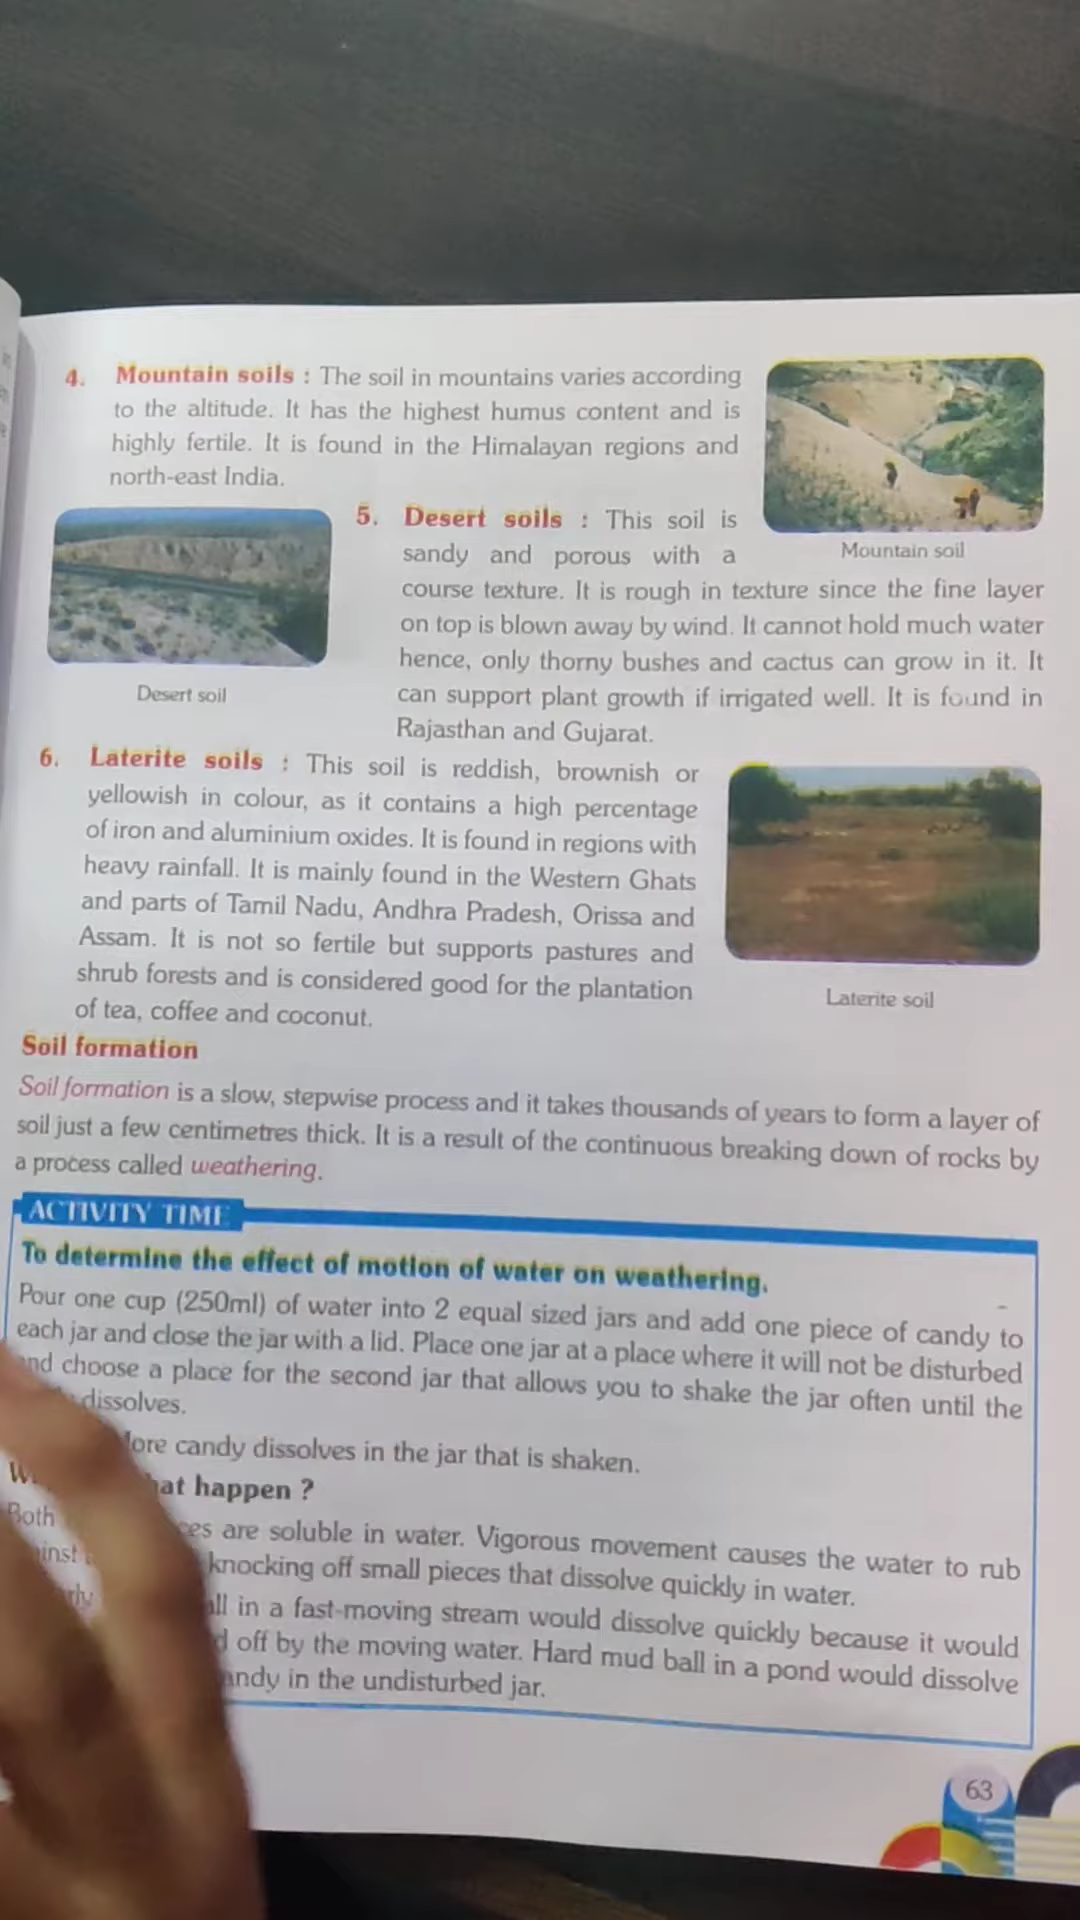 4. Mountain soils : The soil in mountains varies according
to the altitude. It has the highest humus content and is
highly fertile. It is found in the Himalayan regions and
north-east India.
Mountain soil
5. Desert soils : This soil is
sandy and porous with a
course texture. It is rough in texture since the fine layer
on top is blown away by wind. It cannot hold much water
hence, only thorny bushes and cactus can grow in it. It
can support plant growth if irrigated well. It is found in
Rajasthan and Gujarat.
Desert soil
6. Laterite soils : This soil is reddish, brownish or
yellowish in colour, as it contains a high percentage
of iron and aluminium oxides. It is found in regions with
heavy rainfall. It is mainly found in the Western Ghats
and parts of Tamil Nadu, Andhra Pradesh, Orissa and
Assam. It is not so fertile but supports pastures and
shrub forests and is considered good for the plantation
of tea, coffee and coconut.
Laterite soil
Soil formation
Soil formation is a slow, stepwise process and it takes thousands of years to form a layer of
soil just a few centimetres thick. It is a result of the continuous breaking down of rocks by
a process called weathering.
ACTIVITY TIME
To determine the effect of motion of water on weathering.
Pour one cup (250ml) of water into 2 equal sized jars and add one piece of candy to
each jar and close the jar with a lid. Place one jar at a place where it will not be disturbed
and choose a place for the second jar that allows you to shake the jar often until the
dissolves.
candy dissolves in the jar that is shaken.
happen ?
Both are soluble in water. Vigorous movement causes the water to rub
knocking off small pieces that dissolve quickly in water.
in a fast-moving stream would dissolve quickly because it would
off by the moving water. Hard mud ball in a pond would dissolve
in the undisturbed jar.
63